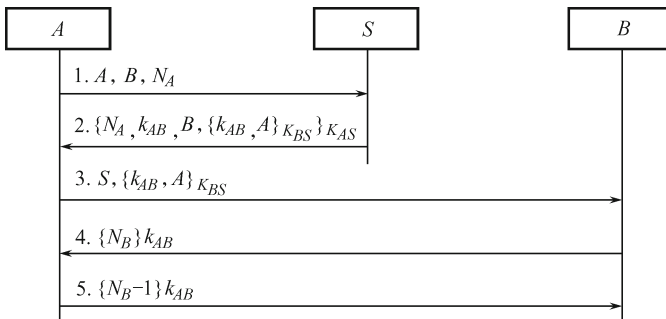 A S B
1. A, B, N_A
2. {N_A, k_AB, B, {k_AB, A}_K_BS}_K_AS
3. S, {k_AB, A}_K_BS
4. {N_B}k_AB
5. {N_B-1}k_AB